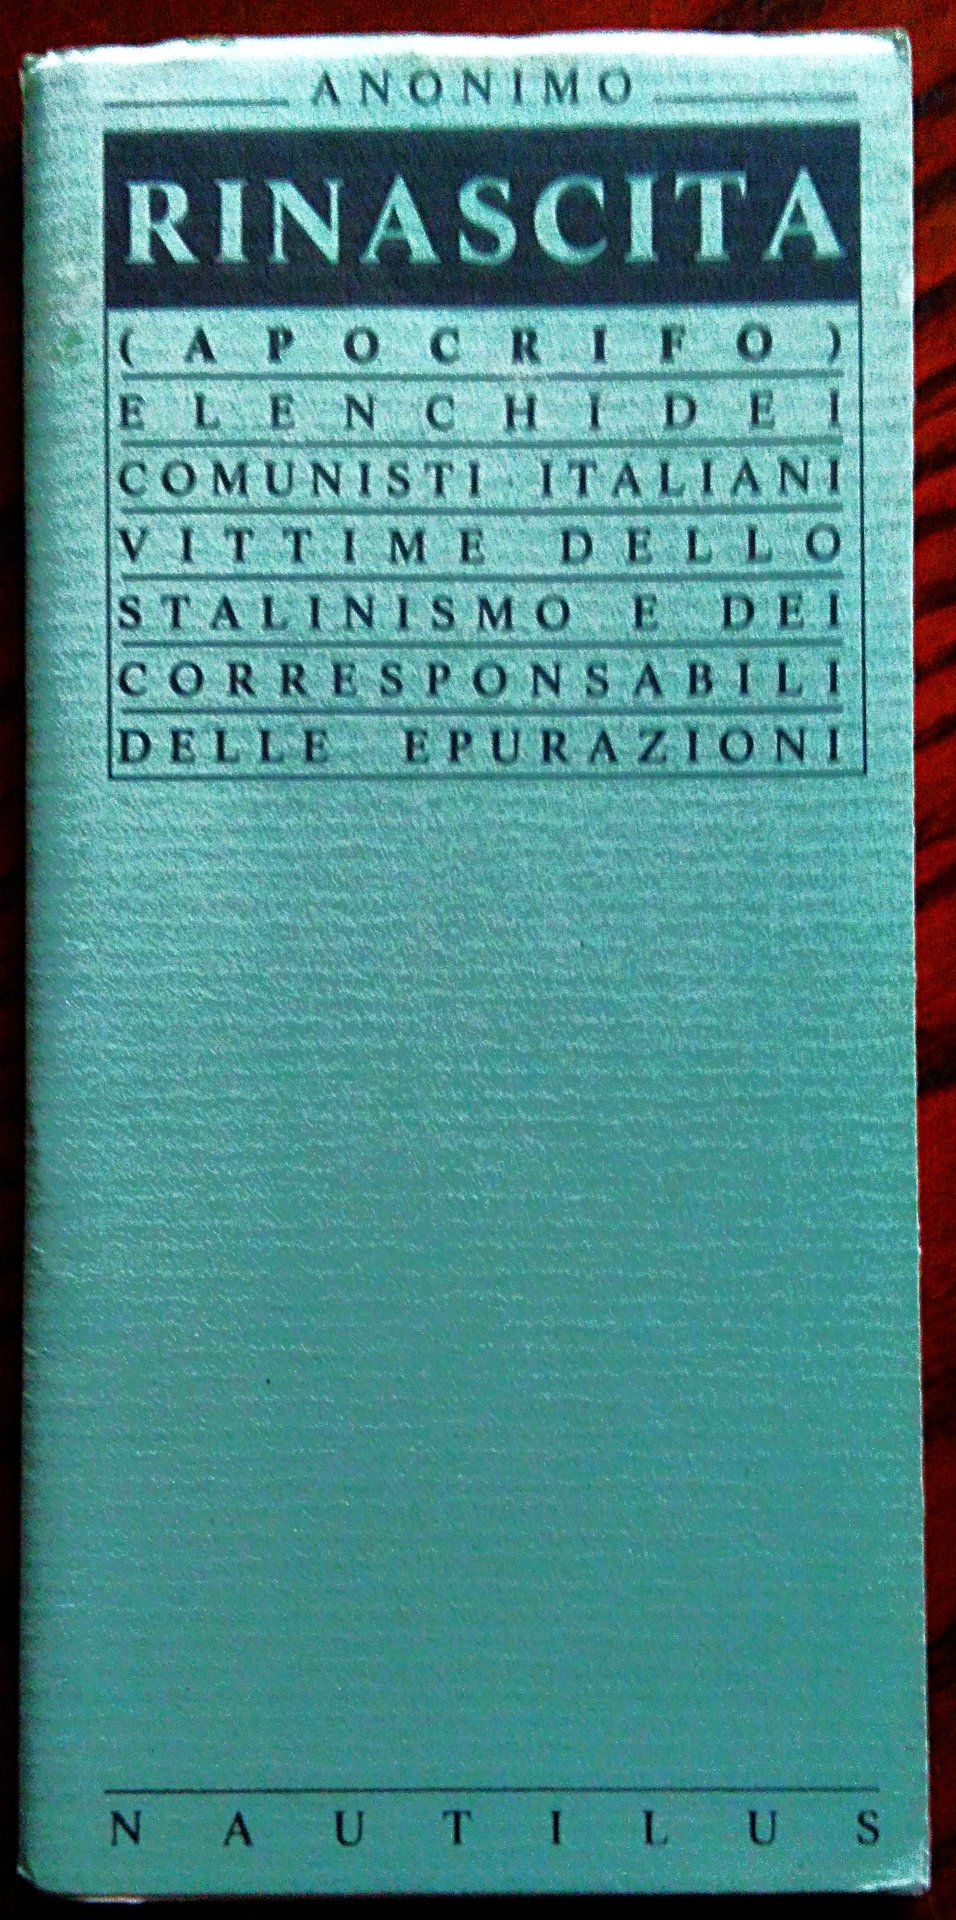 ANONIMO
RINASCITA
(APOCRIFO)
ELENCHI DEI
COMUNISTI ITALIANI
VITTIME DELLO
STALINISMO E DEI
CORRESPONSABILI
DELLE EPURAZIONI
NAUTILUS